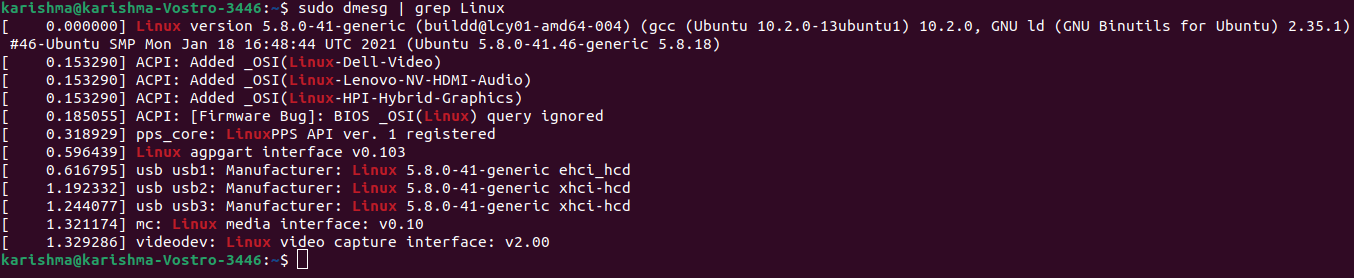 karishma@karishma-Vostro-3446:~$ sudo dmesg | grep Linux
[    0.000000] Linux version 5.8.0-41-generic (buildd@lcy01-amd64-004) (gcc (Ubuntu 10.2.0-13ubuntu1) 10.2.0, GNU ld (GNU Binutils for Ubuntu) 2.35.1)
 #46-Ubuntu SMP Mon Jan 18 16:48:44 UTC 2021 (Ubuntu 5.8.0-41.46-generic 5.8.18)
[    0.153290] ACPI: Added _OSI(Linux-Dell-Video)
[    0.153290] ACPI: Added _OSI(Linux-Lenovo-NV-HDMI-Audio)
[    0.153290] ACPI: Added _OSI(Linux-HPI-Hybrid-Graphics)
[    0.185055] ACPI: [Firmware Bug]: BIOS _OSI(Linux) query ignored
[    0.318929] pps_core: LinuxPPS API ver. 1 registered
[    0.596439] Linux agpgart interface v0.103
[    0.616795] usb usb1: Manufacturer: Linux 5.8.0-41-generic ehci_hcd
[    1.192332] usb usb2: Manufacturer: Linux 5.8.0-41-generic xhci-hcd
[    1.244077] usb usb3: Manufacturer: Linux 5.8.0-41-generic xhci-hcd
[    1.321174] mc: Linux media interface: v0.10
[    1.329286] videodev: Linux video capture interface: v2.00
karishma@karishma-Vostro-3446:~$